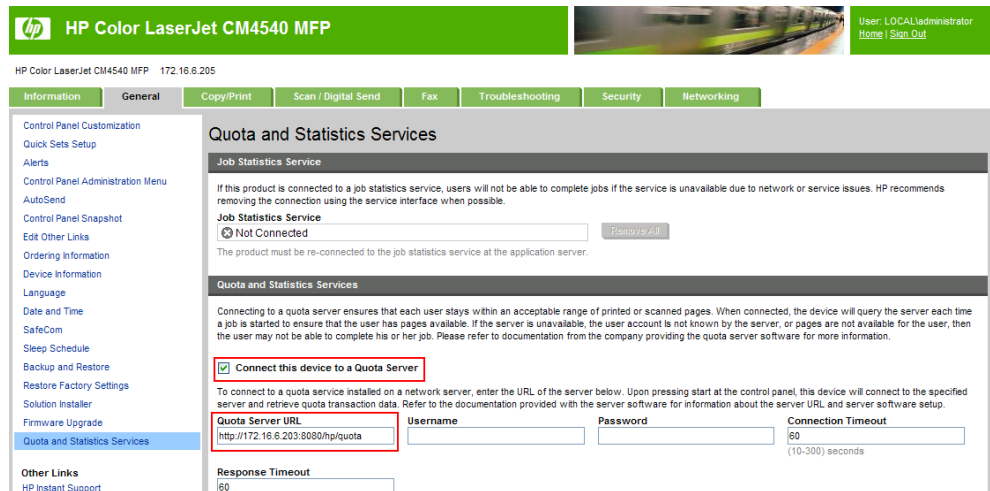 hp HP Color LaserJet CM4540 MFP
User: LOCAL\administrator
Home | Sign Out
HP Color LaserJet CM4540 MFP 172.16.6.205
Information General Copy/Print Scan / Digital Send Fax Troubleshooting Security Networking
Control Panel Customization
Quick Sets Setup
Alerts
Control Panel Administration Menu
AutoSend
Control Panel Snapshot
Edit Other Links
Ordering Information
Device Information
Language
Date and Time
SafeCom
Sleep Schedule
Backup and Restore
Restore Factory Settings
Solution Installer
Firmware Upgrade
Quota and Statistics Services
Other Links
HP Instant Support
Quota and Statistics Services
Job Statistics Service
If this product is connected to a job statistics service, users will not be able to complete jobs if the service is unavailable due to network or service issues. HP recommends
removing the connection using the service interface when possible.
Job Statistics Service
Not Connected
Remove All
The product must be re-connected to the job statistics service at the application server.
Quota and Statistics Services
Connecting to a quota server ensures that each user stays within an acceptable range of printed or scanned pages. When connected, the device will query the server each time
a job is started to ensure that the user has pages available. If the server is unavailable, the user account Is not known by the server, or pages are not available for the user, then
the user may not be able to complete his or her job. Please refer to documentation from the company providing the quota server software for more information.
Connect this device to a Quota Server
To connect to a quota service installed on a network server, enter the URL of the server below. Upon pressing start at the control panel, this device will connect to the specified
server and retrieve quota transaction data. Refer to the documentation provided with the server software for information about the server URL and server software setup.
Quota Server URL Username Password Connection Timeout
http://172.16.6.203:8080/hp/quota 60
(10-300) seconds
Response Timeout
60